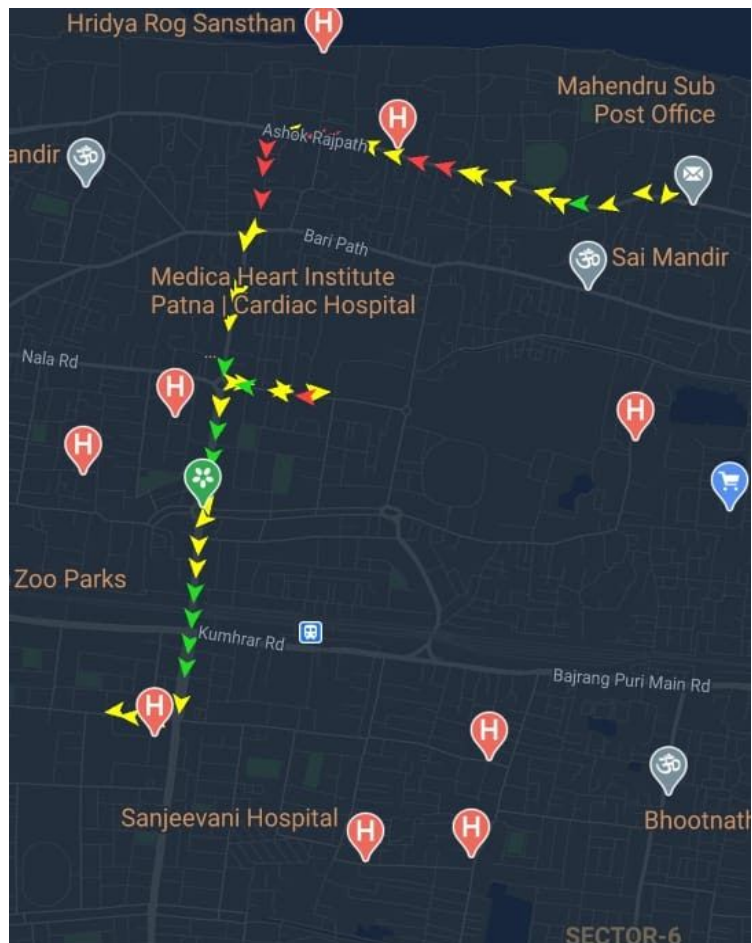 Hridya Rog Sansthan
H
Mahendru Sub
Post Office
H
Ashok Rajpath
andir
ॐ
Bari Path
ॐ
Sai Mandir
Medica Heart Institute
Patna | Cardiac Hospital
...
Nala Rd
H
H
H
Zoo Parks
Kumhrar Rd
Bajrang Puri Main Rd
H
H
ॐ
Sanjeevani Hospital
H
H
Bhootnath
SECTOR-6